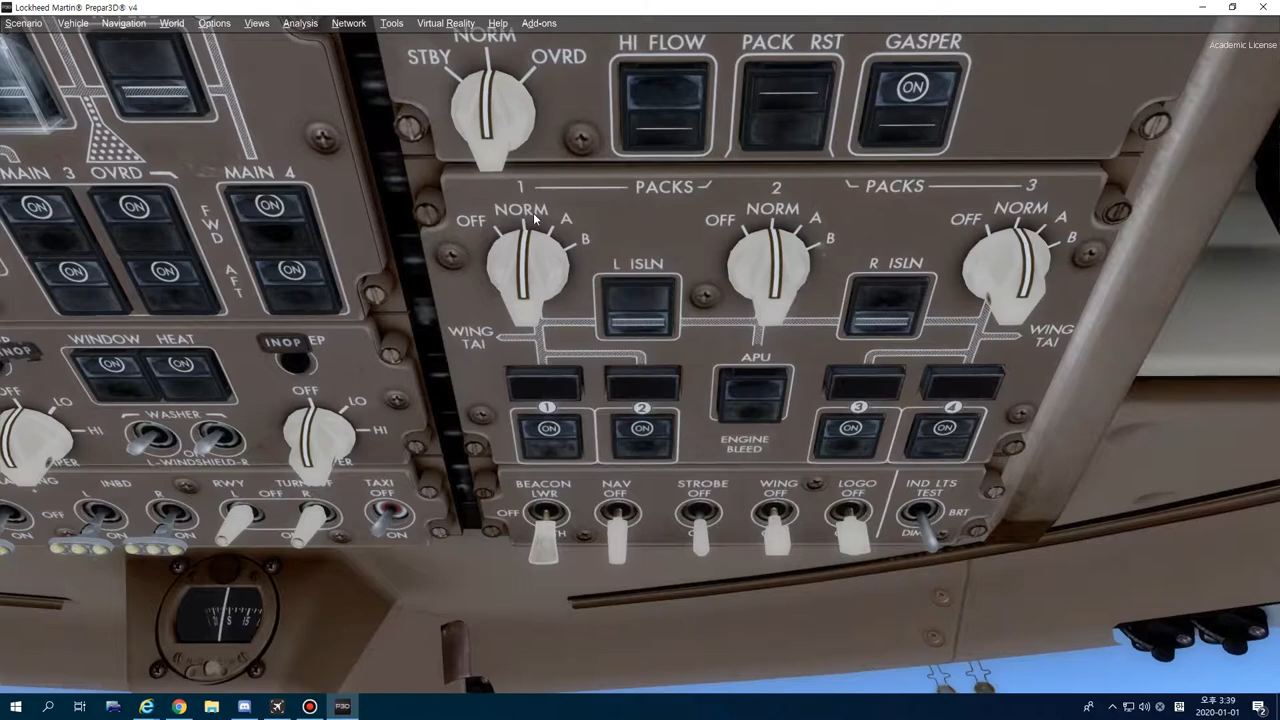 Lockheed Martin® Prepar3D® v4
Scenario Vehicle Navigation Options World Views Analysis Network Tools Virtual Reality Help Add-ons
Academic License
NORM
STBY OVRD
HI FLOW PACK RST GASPER
ON
MAIN 3 OVRD MAIN 4
ON ON ON
FWD
ON ON ON
AFT
1 PACKS 2 PACKS 3
OFF NORM A B
OFF NORM A B
OFF NORM A B
L ISLN R ISLN
WING TAI
WING TAI
APU
1 2 3 4
ON ON ON ON
ENGINE BLEED
INOP
WINDOW HEAT
ON ON
INOP
OFF LO HI
WASHER
L-WINDSHIELD-R
LO HI
INBD
OFF L R
RWY TURNOFF
L OFF R
TAXI
OFF
ON
BEACON
LWR
OFF
NAV
OFF
STROBE
OFF
WING
OFF
LOGO
OFF
IND LTS
TEST
BRT
오후 3:39
2020-01-01
2